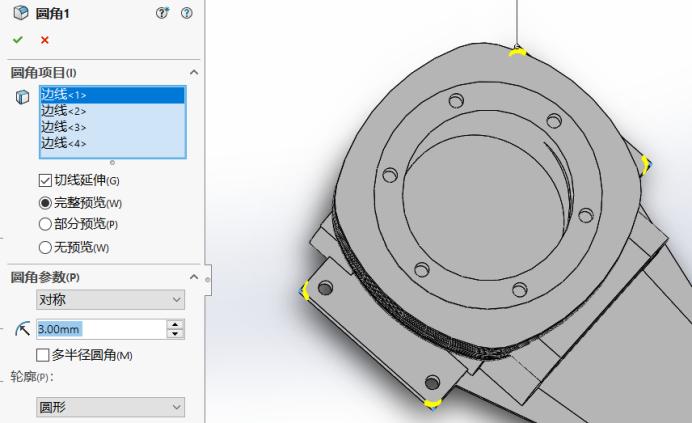 圆角1
圆角项目(I)
边线<1>
边线<2>
边线<3>
边线<4>
切线延伸(G)
完整预览(W)
部分预览(P)
无预览(W)
圆角参数(P)
对称
3.00mm
多半径圆角(M)
轮廓(P):
圆形